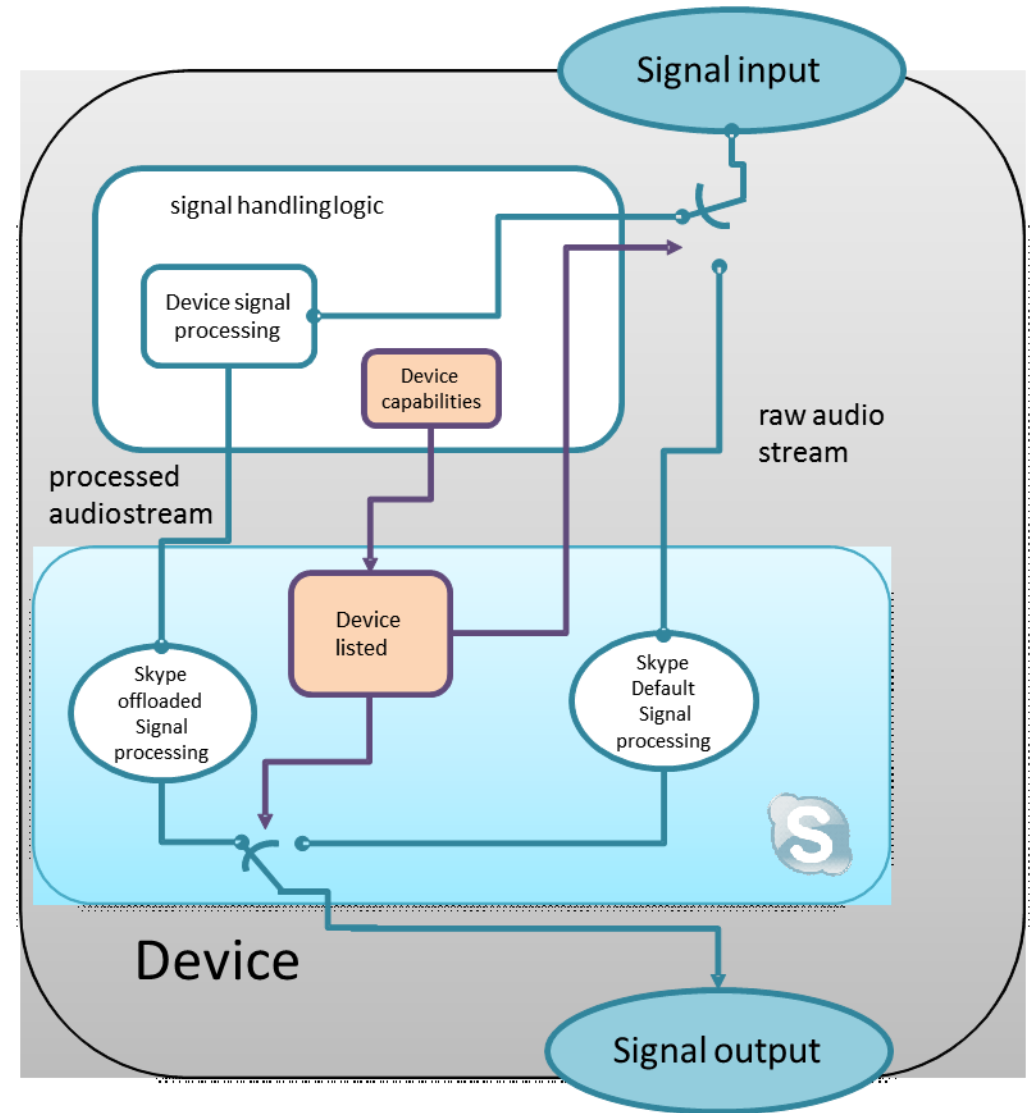 Signal input
signal handling logic
Device signal
processing
Device
capabilities
raw audio
stream
processed
audiostream
Device
listed
Skype
offloaded
Signal
processing
Skype
Default
Signal
processing
S
Device
Signal output